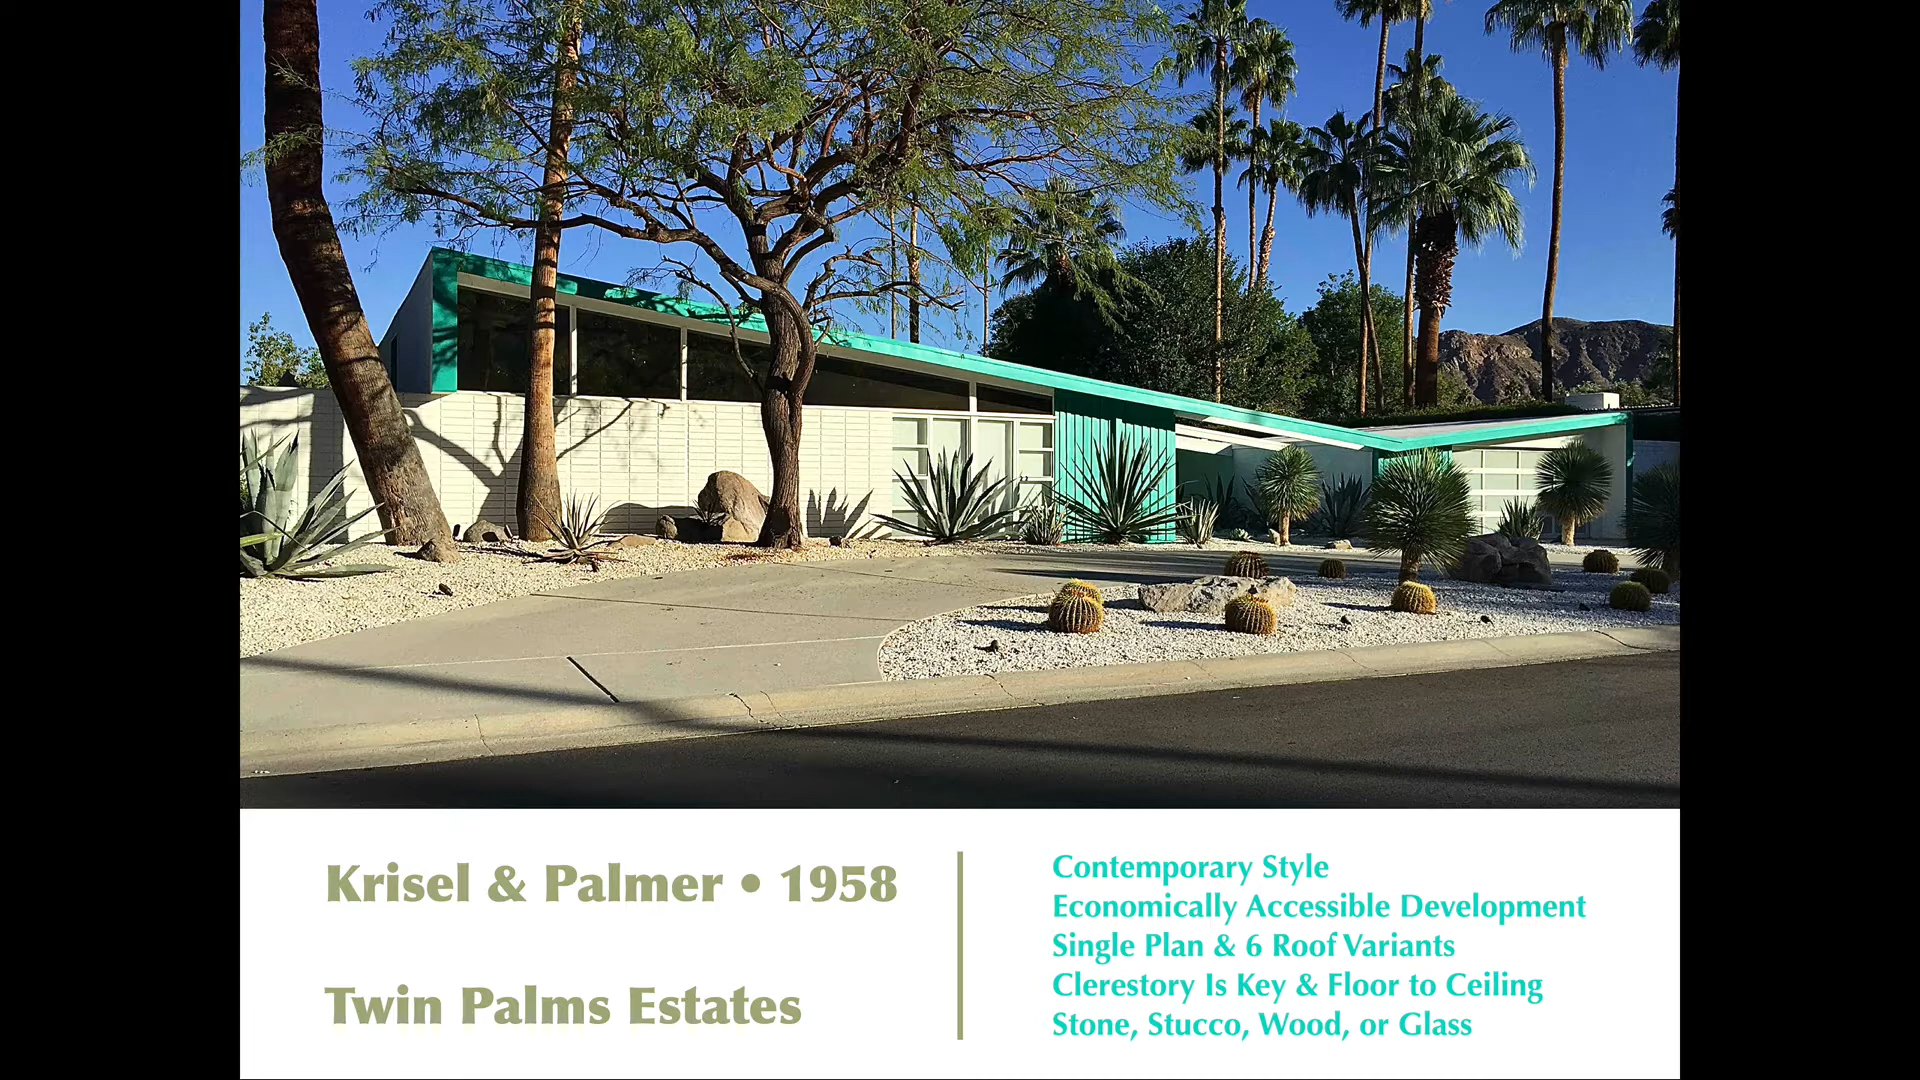 Krisel & Palmer • 1958
Twin Palms Estates
Contemporary Style
Economically Accessible Development
Single Plan & 6 Roof Variants
Clerestory Is Key & Floor to Ceiling
Stone, Stucco, Wood, or Glass